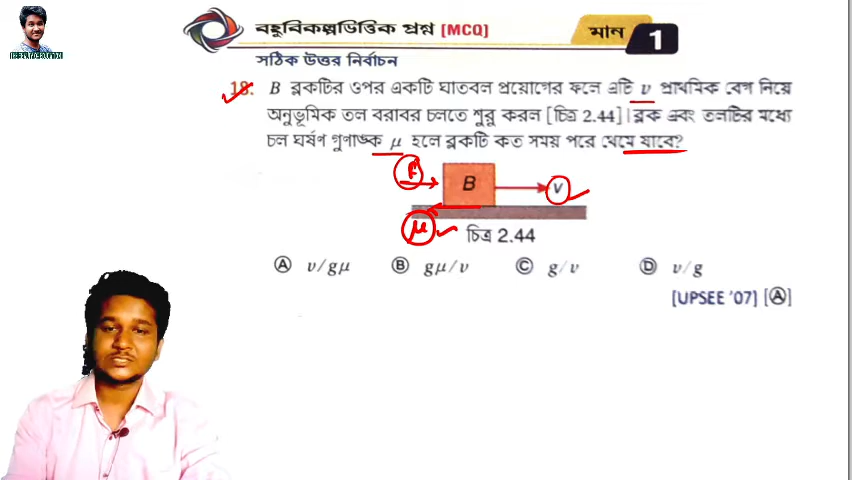 বহুবিকল্পভিত্তিক প্রশ্ন [MCQ]
মান 1
সঠিক উত্তর নির্বাচন
18. B ব্লকটির ওপর একটি ঘাতবল প্রয়োগের ফলে এটি v প্রাথমিক বেগ নিয়ে
অনুভূমিক তল বরাবর চলতে শুরু করল [চিত্র 2.44]। ব্লক এবং তলটির মধ্যে
চল ঘর্ষণ গুণাঙ্ক μ হলে ব্লকটি কত সময় পরে থেমে যাবে?
B
v
μ
চিত্র 2.44
Ⓐ v/gμ Ⓑ gμ/v Ⓒ g/v Ⓓ v/g
[UPSEE '07] [Ⓐ]